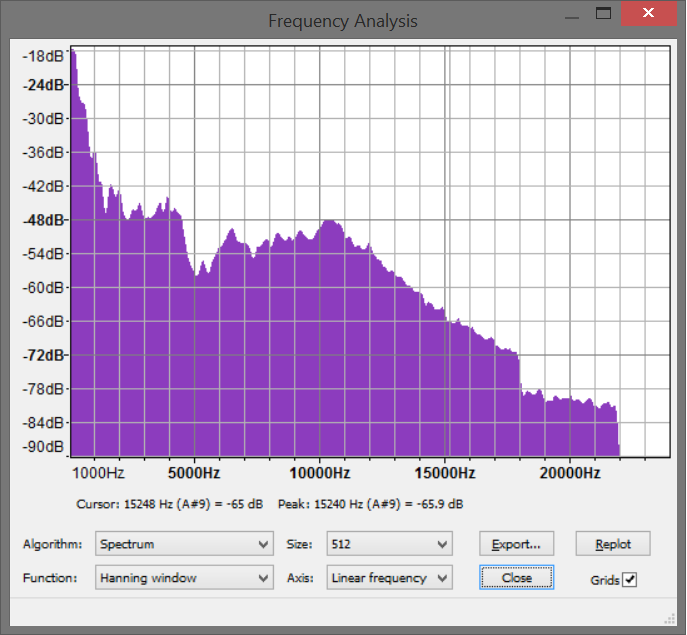 Frequency Analysis
-18dB-
-24dB-
-30dB-
-36dB-
-42dB-
-48dB-
-54dB-
-60dB-
-66dB-
-72dB-
-78dB-
-84dB-
-90dB
1000Hz 5000Hz 10000Hz 15000Hz 20000Hz
Cursor: 15248 Hz (A#9) = -65 dB Peak: 15240 Hz (A#9) = -65.9 dB
Algorithm: Spectrum Size: 512 Export... Replot
Function: Hanning window Axis: Linear frequency Close Grids